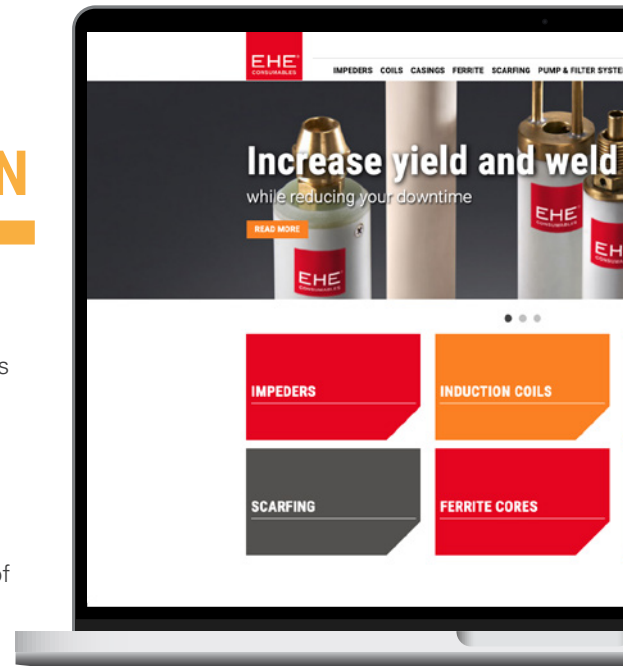 EHE
CONSUMABLES
IMPEDERS COILS CASINGS FERRITE SCARFING PUMP & FILTER SYSTE
N
Increase yield and weld
while reducing your downtime
READ MORE
EHE
CONSUMABLES
EHE
CONSUMABLES
EH
s
IMPEDERS
INDUCTION COILS
SCARFING
FERRITE CORES
of